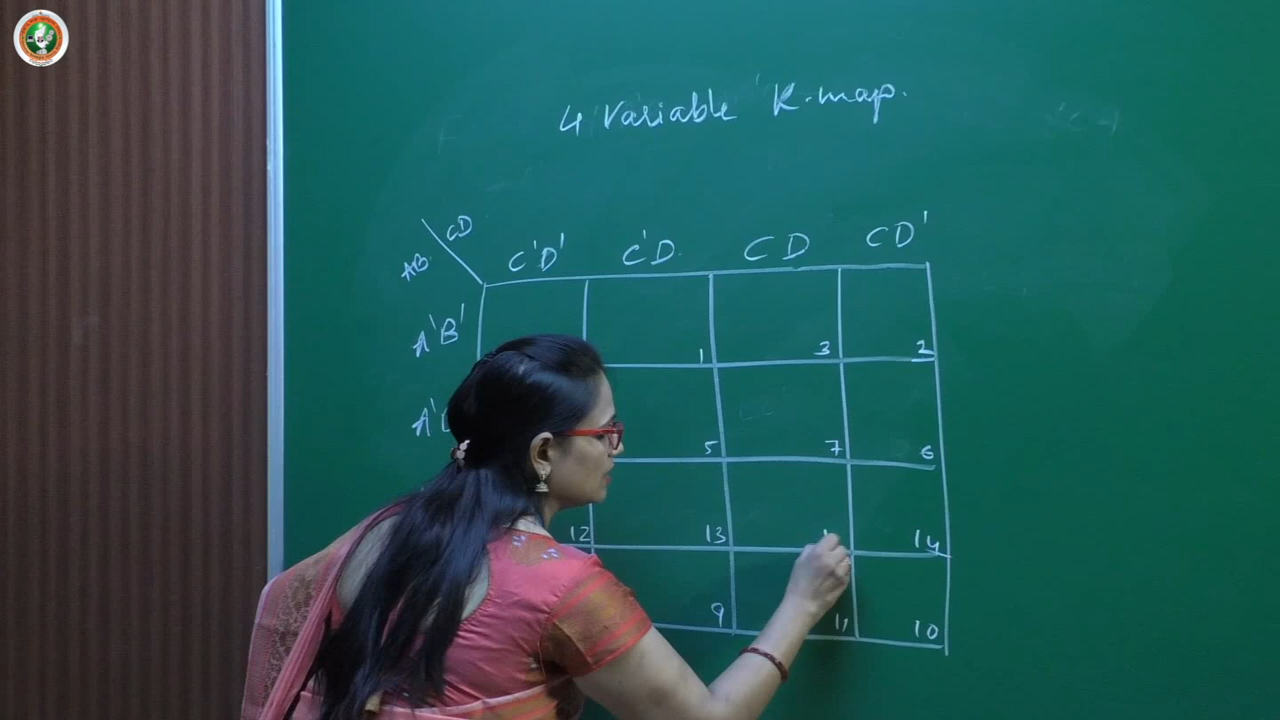 4 Variable K-map.
CD
AB
C'D' C'D CD CD'
A'B'
1 3 2
5 7 6
12 13 14
9 11 10